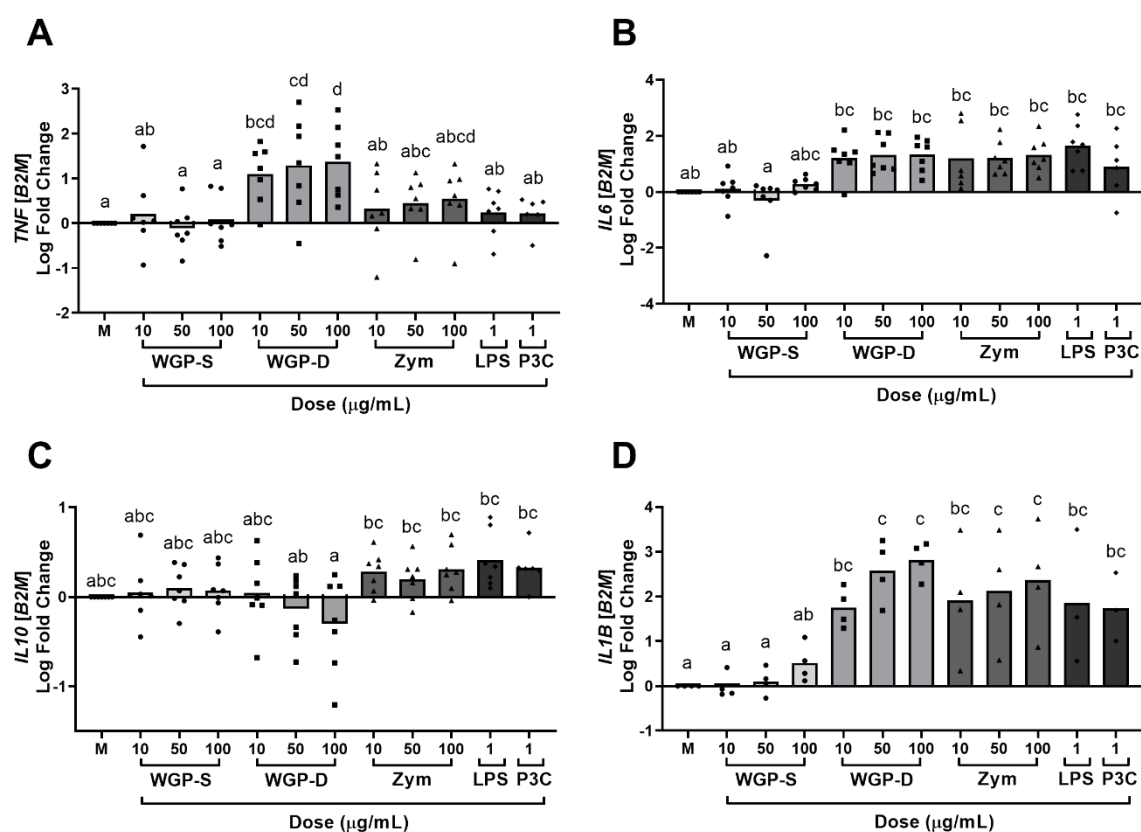 A
TNF [B2M]
Log Fold Change
3
2
1
0
-1
-2
a
ab
a
a
bcd
cd
d
ab
abc
abcd
ab
ab
M 10 50 100 10 50 100 10 50 100 1 1
WGP-S WGP-D Zym LPS P3C
Dose (μg/mL)
B
IL6 [B2M]
Log Fold Change
4
2
0
-2
-4
ab
ab
a
abc
bc
bc
bc
bc
bc
bc
bc
bc
M 10 50 100 10 50 100 10 50 100 1 1
WGP-S WGP-D Zym LPS P3C
Dose (μg/mL)
C
IL10 [B2M]
Log Fold Change
1
0
-1
abc
abc
abc
abc
abc
ab
a
bc
bc
bc
bc
bc
M 10 50 100 10 50 100 10 50 100 1 1
WGP-S WGP-D Zym LPS P3C
Dose (μg/mL)
D
IL1B [B2M]
Log Fold Change
4
3
2
1
0
-1
a
a
a
ab
bc
c
c
bc
c
c
bc
bc
M 10 50 100 10 50 100 10 50 100 1 1
WGP-S WGP-D Zym LPS P3C
Dose (μg/mL)